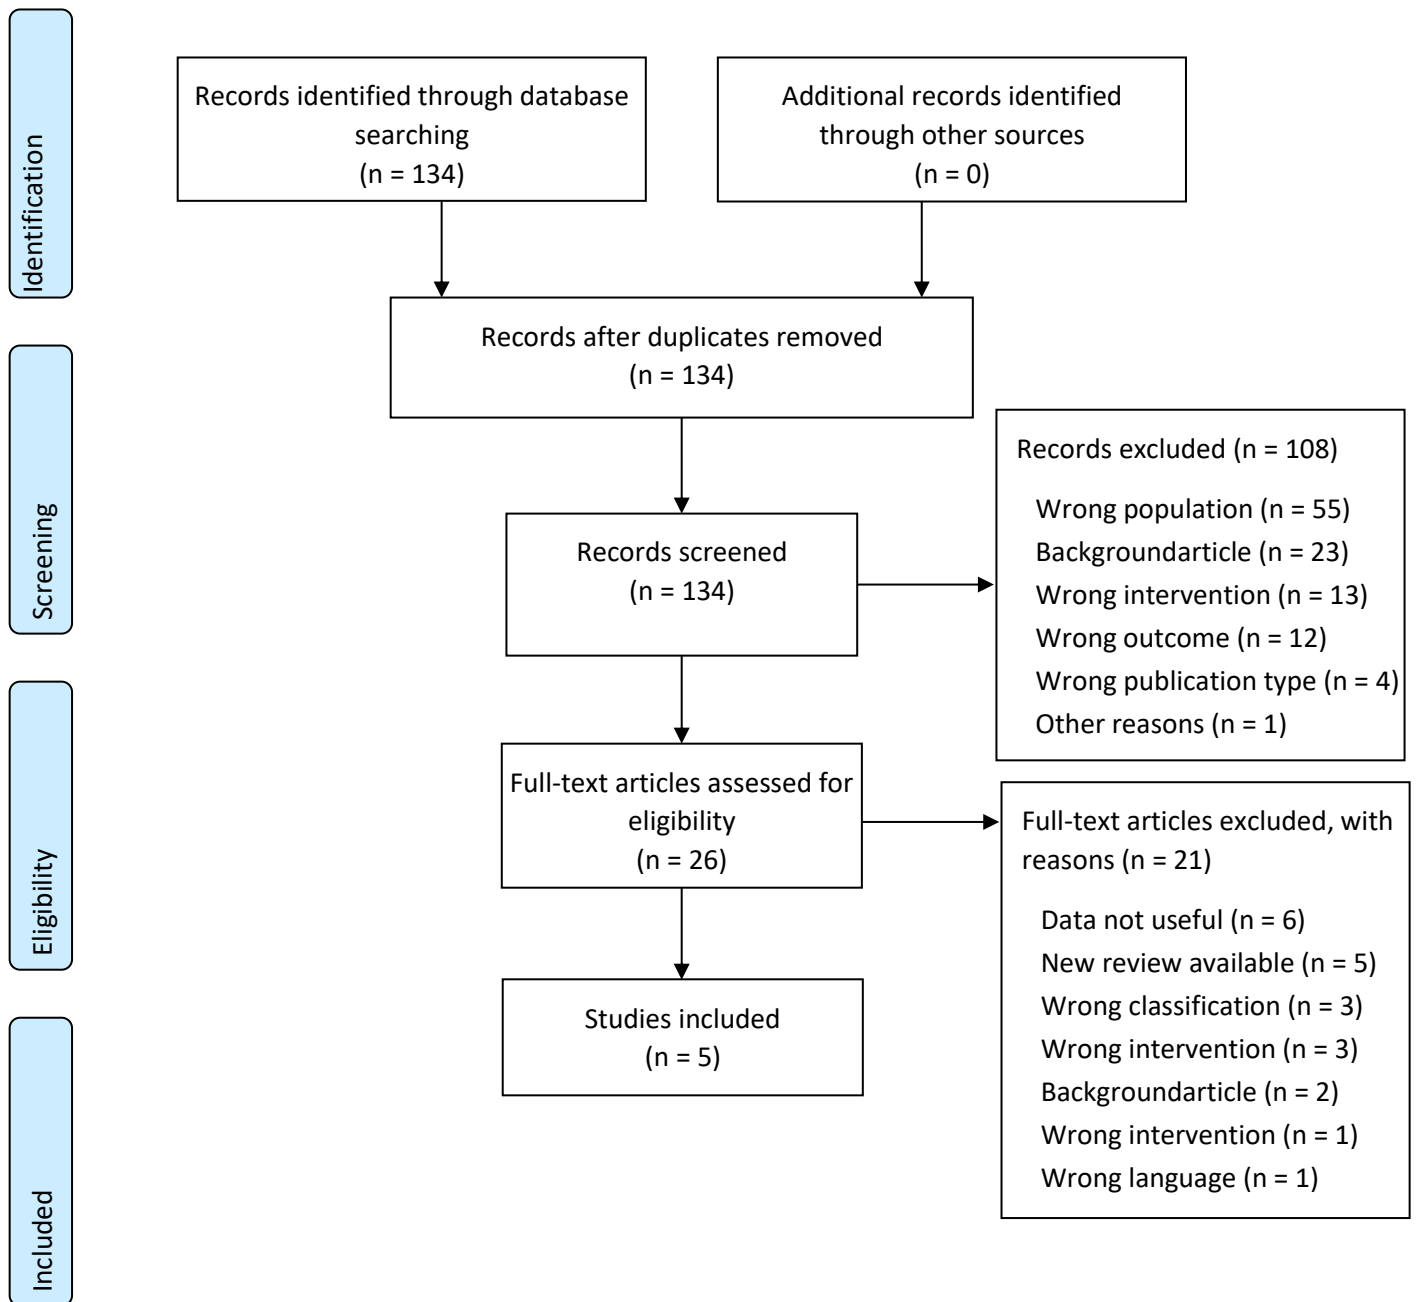 Identification
Records identified through database
searching
(n = 134)
Additional records identified
through other sources
(n = 0)
Records after duplicates removed
(n = 134)
Screening
Records screened
(n = 134)
Records excluded (n = 108)
Wrong population (n = 55)
Backgroundarticle (n = 23)
Wrong intervention (n = 13)
Wrong outcome (n = 12)
Wrong publication type (n = 4)
Other reasons (n = 1)
Eligibility
Full-text articles assessed for
eligibility
(n = 26)
Full-text articles excluded, with
reasons (n = 21)
Data not useful (n = 6)
New review available (n = 5)
Wrong classification (n = 3)
Wrong intervention (n = 3)
Backgroundarticle (n = 2)
Wrong intervention (n = 1)
Wrong language (n = 1)
Included
Studies included
(n = 5)